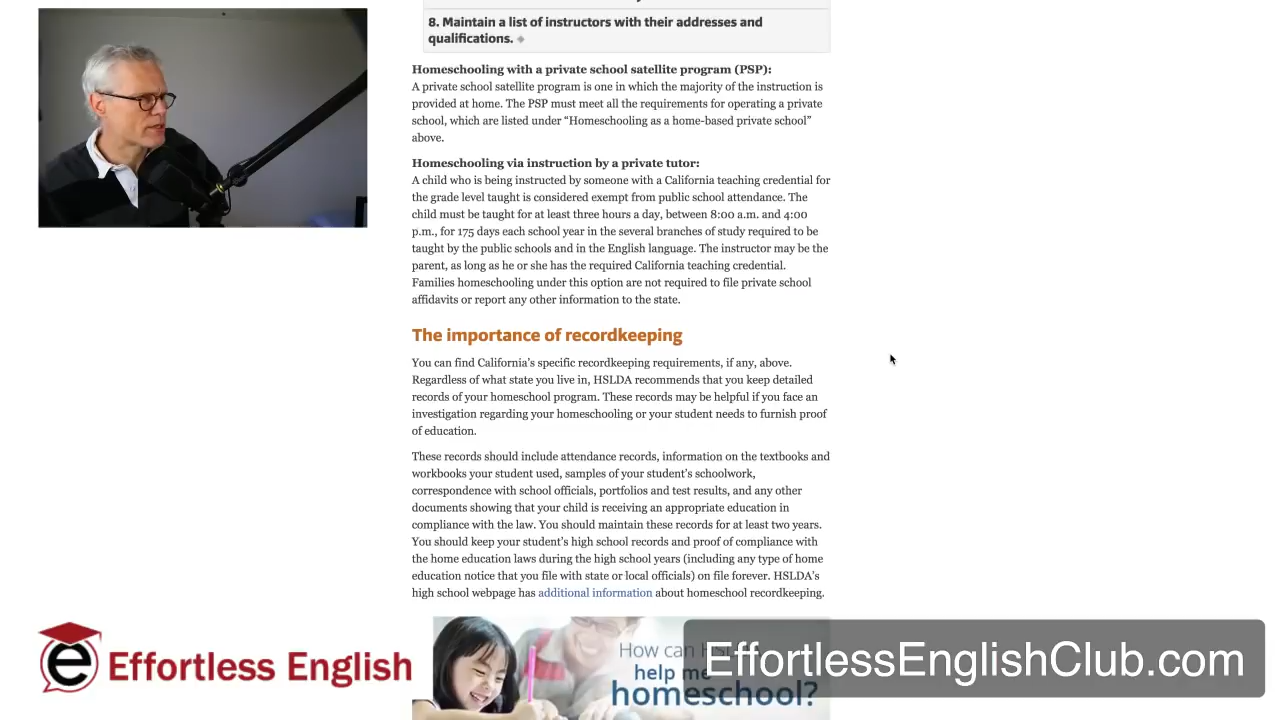 8. Maintain a list of instructors with their addresses and
qualifications.
Homeschooling with a private school satellite program (PSP):
A private school satellite program is one in which the majority of the instruction is
provided at home. The PSP must meet all the requirements for operating a private
school, which are listed under “Homeschooling as a home-based private school”
above.
Homeschooling via instruction by a private tutor:
A child who is being instructed by someone with a California teaching credential for
the grade level taught is considered exempt from public school attendance. The
child must be taught for at least three hours a day, between 8:00 a.m. and 4:00
p.m., for 175 days each school year in the several branches of study required to be
taught by the public schools and in the English language. The instructor may be the
parent, as long as he or she has the required California teaching credential.
Families homeschooling under this option are not required to file private school
affidavits or report any other information to the state.
The importance of recordkeeping
You can find California’s specific recordkeeping requirements, if any, above.
Regardless of what state you live in, HSLDA recommends that you keep detailed
records of your homeschool program. These records may be helpful if you face an
investigation regarding your homeschooling or your student needs to furnish proof
of education.
These records should include attendance records, information on the textbooks and
workbooks your student used, samples of your student’s schoolwork,
correspondence with school officials, portfolios and test results, and any other
documents showing that your child is receiving an appropriate education in
compliance with the law. You should maintain these records for at least two years.
You should keep your student’s high school records and proof of compliance with
the home education laws during the high school years (including any type of home
education notice that you file with state or local officials) on file forever. HSLDA’s
high school webpage has additional information about homeschool recordkeeping.
How can
help me
homeschool?
Effortless English
EffortlessEnglishClub.com